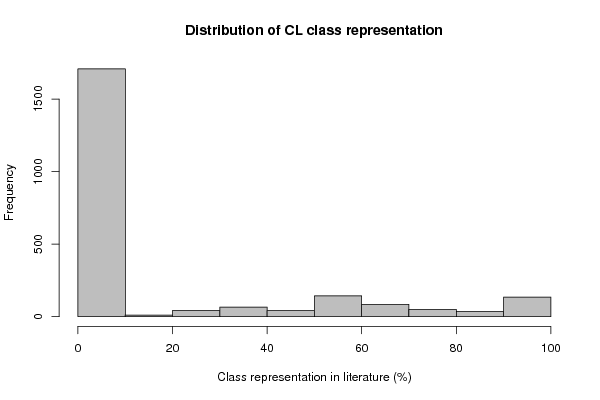 Distribution of CL class representation
1500
1000
500
0
Frequency
0 20 40 60 80 100
Class representation in literature (%)